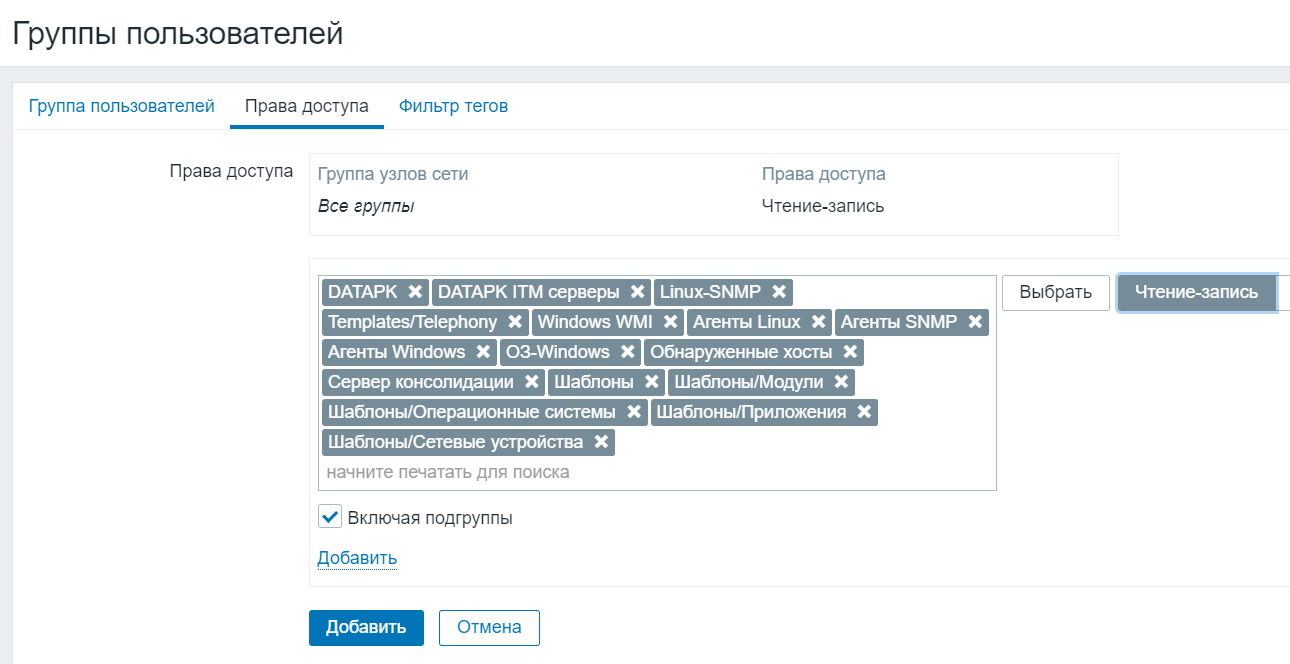 Группы пользователей
Группа пользователей Права доступа Фильтр тегов
Права доступа
Группа узлов сети Права доступа
Все группы Чтение-запись
DATAPK DATAPK ITM серверы Linux-SNMP Выбрать Чтение-запись
Templates/Telephony Windows WMI Агенты Linux Агенты SNMP
Агенты Windows ОЗ-Windows Обнаруженные хосты
Сервер консолидации Шаблоны Шаблоны/Модули
Шаблоны/Операционные системы Шаблоны/Приложения
Шаблоны/Сетевые устройства
начните печатать для поиска
Включая подгруппы
Добавить
Добавить Отмена